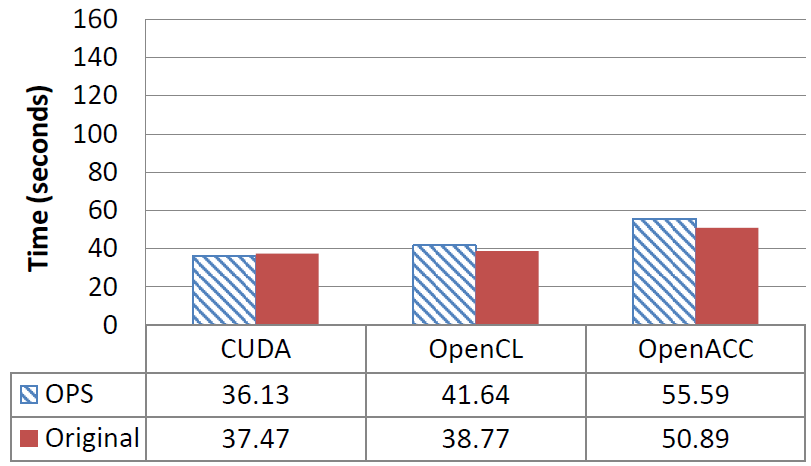 160
140
120
100
80
60
40
20
0
Time (seconds)
CUDA OpenCL OpenACC
OPS 36.13 41.64 55.59
Original 37.47 38.77 50.89